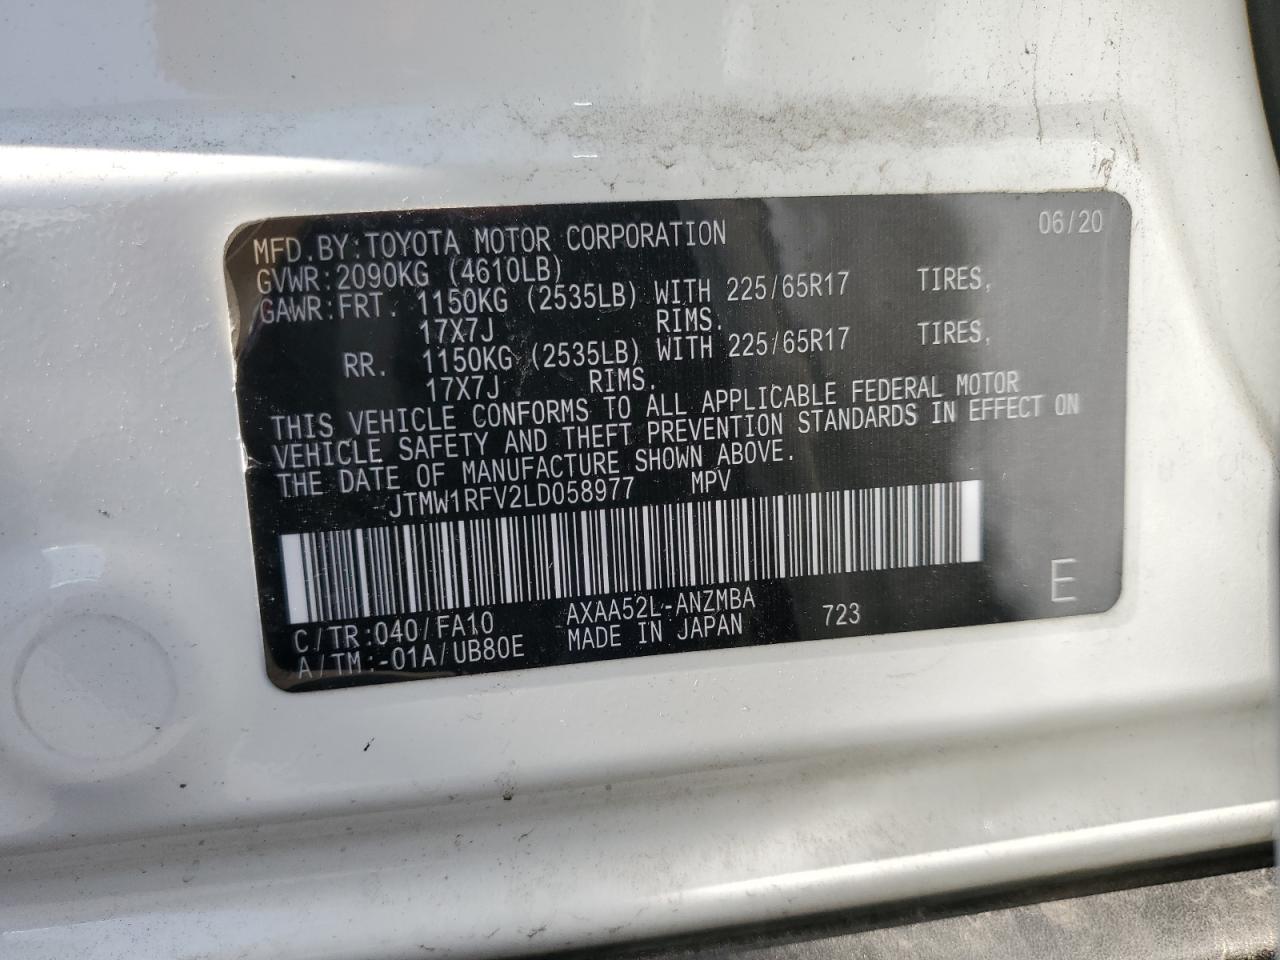 MFD.BY:TOYOTA MOTOR CORPORATION 06/20
GVWR:2090KG (4610LB)
GAWR:FRT. 1150KG (2535LB) WITH 225/65R17 TIRES,
17X7J RIMS.
RR. 1150KG (2535LB) WITH 225/65R17 TIRES,
17X7J RIMS.
THIS VEHICLE CONFORMS TO ALL APPLICABLE FEDERAL MOTOR
VEHICLE SAFETY AND THEFT PREVENTION STANDARDS IN EFFECT ON
THE DATE OF MANUFACTURE SHOWN ABOVE.
JTMW1RFV2LD058977 MPV
C/TR:040/FA10 AXAA52L-ANZMBA 723 E
A/TM:-01A/UB80E MADE IN JAPAN